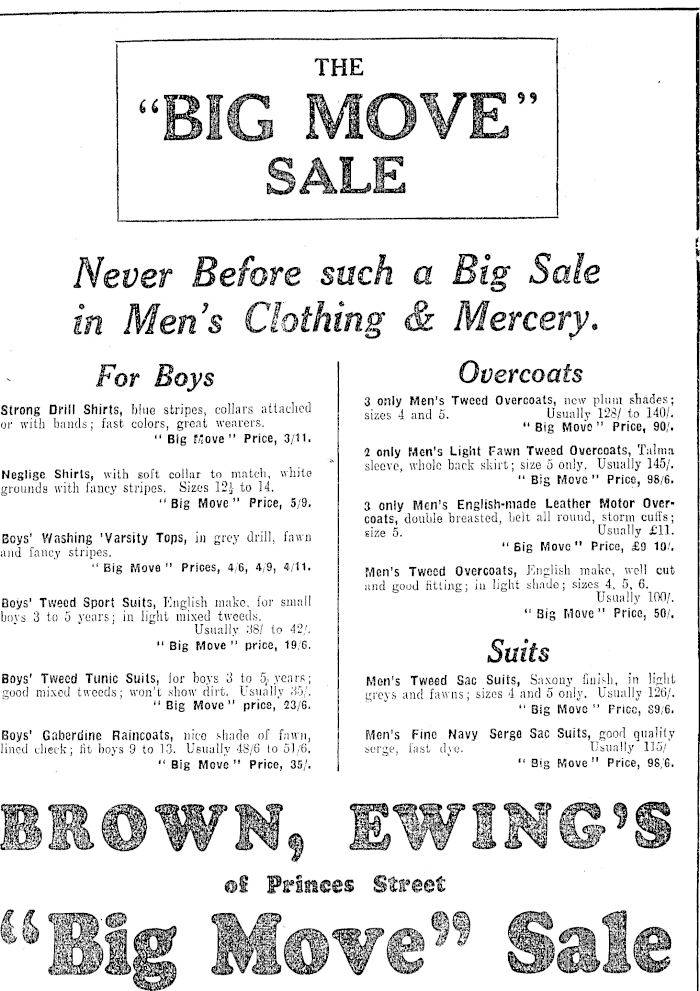 THE
"BIG MOVE"
SALE
Never Before such a Big Sale
in Men's Clothing & Mercery.
For Boys
Strong Drill Shirts, blue stripes, collars attached
or with bands; fast colors, great wearers.
"Big Move" Price, 3/11.
Neglige Shirts, with soft collar to match, white
grounds with fancy stripes. Sizes 12½ to 14.
"Big Move" Price, 5/9.
Boys' Washing 'Varsity Tops, in grey drill, fawn
and fancy stripes.
"Big Move" Prices, 4/6, 4/9, 4/11.
Boys' Tweed Sport Suits, English make, for small
boys 3 to 5 years; in light mixed tweeds.
Usually 38/ to 42/.
"Big Move" price, 19/6.
Boys' Tweed Tunic Suits, for boys 3 to 5 years;
good mixed tweeds; won't show dirt. Usually 35/.
"Big Move" price, 23/6.
Boys' Gaberdine Raincoats, nice shade of fawn,
lined check; fit boys 9 to 13. Usually 48/6 to 51/6.
"Big Move" Price, 35/.
Overcoats
3 only Men's Tweed Overcoats, new plum shades;
sizes 4 and 5. Usually 128/ to 140/.
"Big Move" Price, 90/.
2 only Men's Light Fawn Tweed Overcoats, Talma
sleeve, whole back skirt; size 5 only. Usually 145/.
"Big Move" Price, 98/6.
3 only Men's English-made Leather Motor Over-
coats, double breasted, belt all round, storm cuffs;
size 5. Usually £11.
"Big Move" Price, £9 10/.
Men's Tweed Overcoats, English make, well cut
and good fitting; in light shade; sizes 4, 5, 6.
Usually 100/.
"Big Move" Price, 50/.
Suits
Men's Tweed Sac Suits, Saxony finish, in light
greys and fawns; sizes 4 and 5 only. Usually 126/.
"Big Move" Price, 89/6.
Men's Fine Navy Serge Sac Suits, good quality
serge, fast dye. Usually 115/
"Big Move" Price, 98/6.
BROWN, EWING'S
of Princes Street
"Big Move" Sale